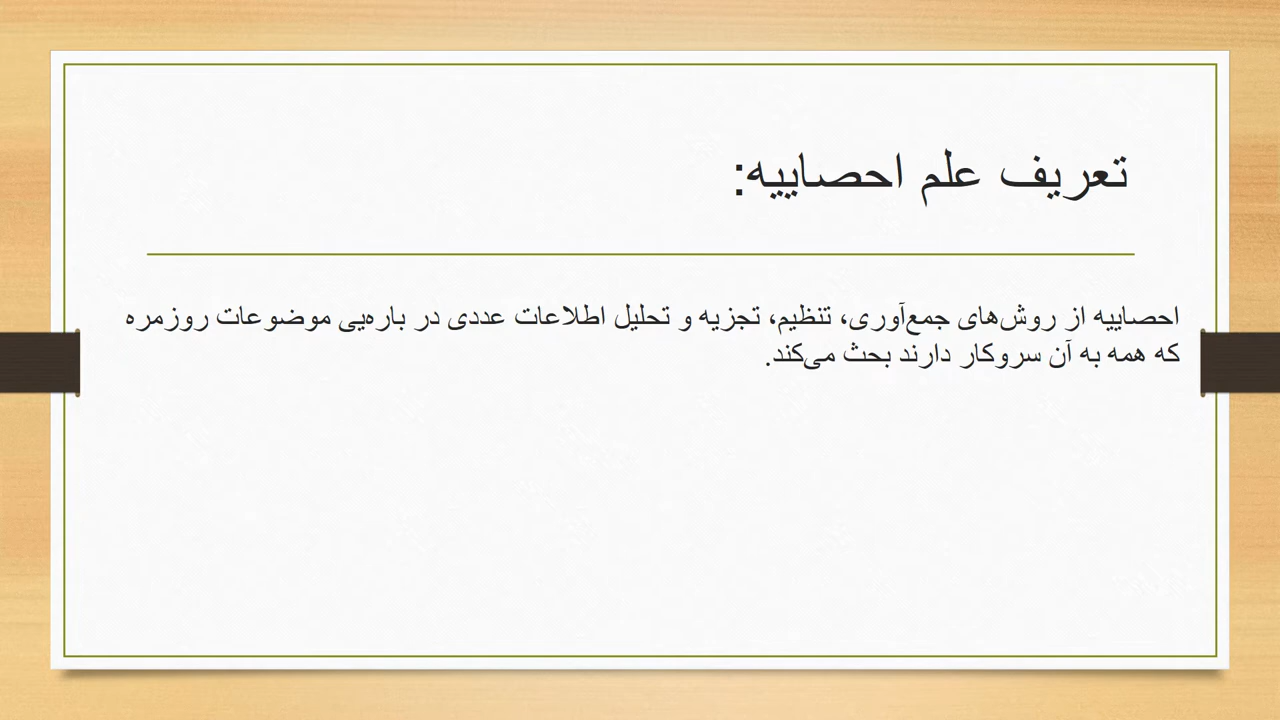 تعریف علم احصاییه:
احصاییه از روش‌های جمع‌آوری، تنظیم، تجزیه و تحلیل اطلاعات عددی در باره‌یی موضوعات روزمره
که همه به آن سروکار دارند بحث می‌کند.